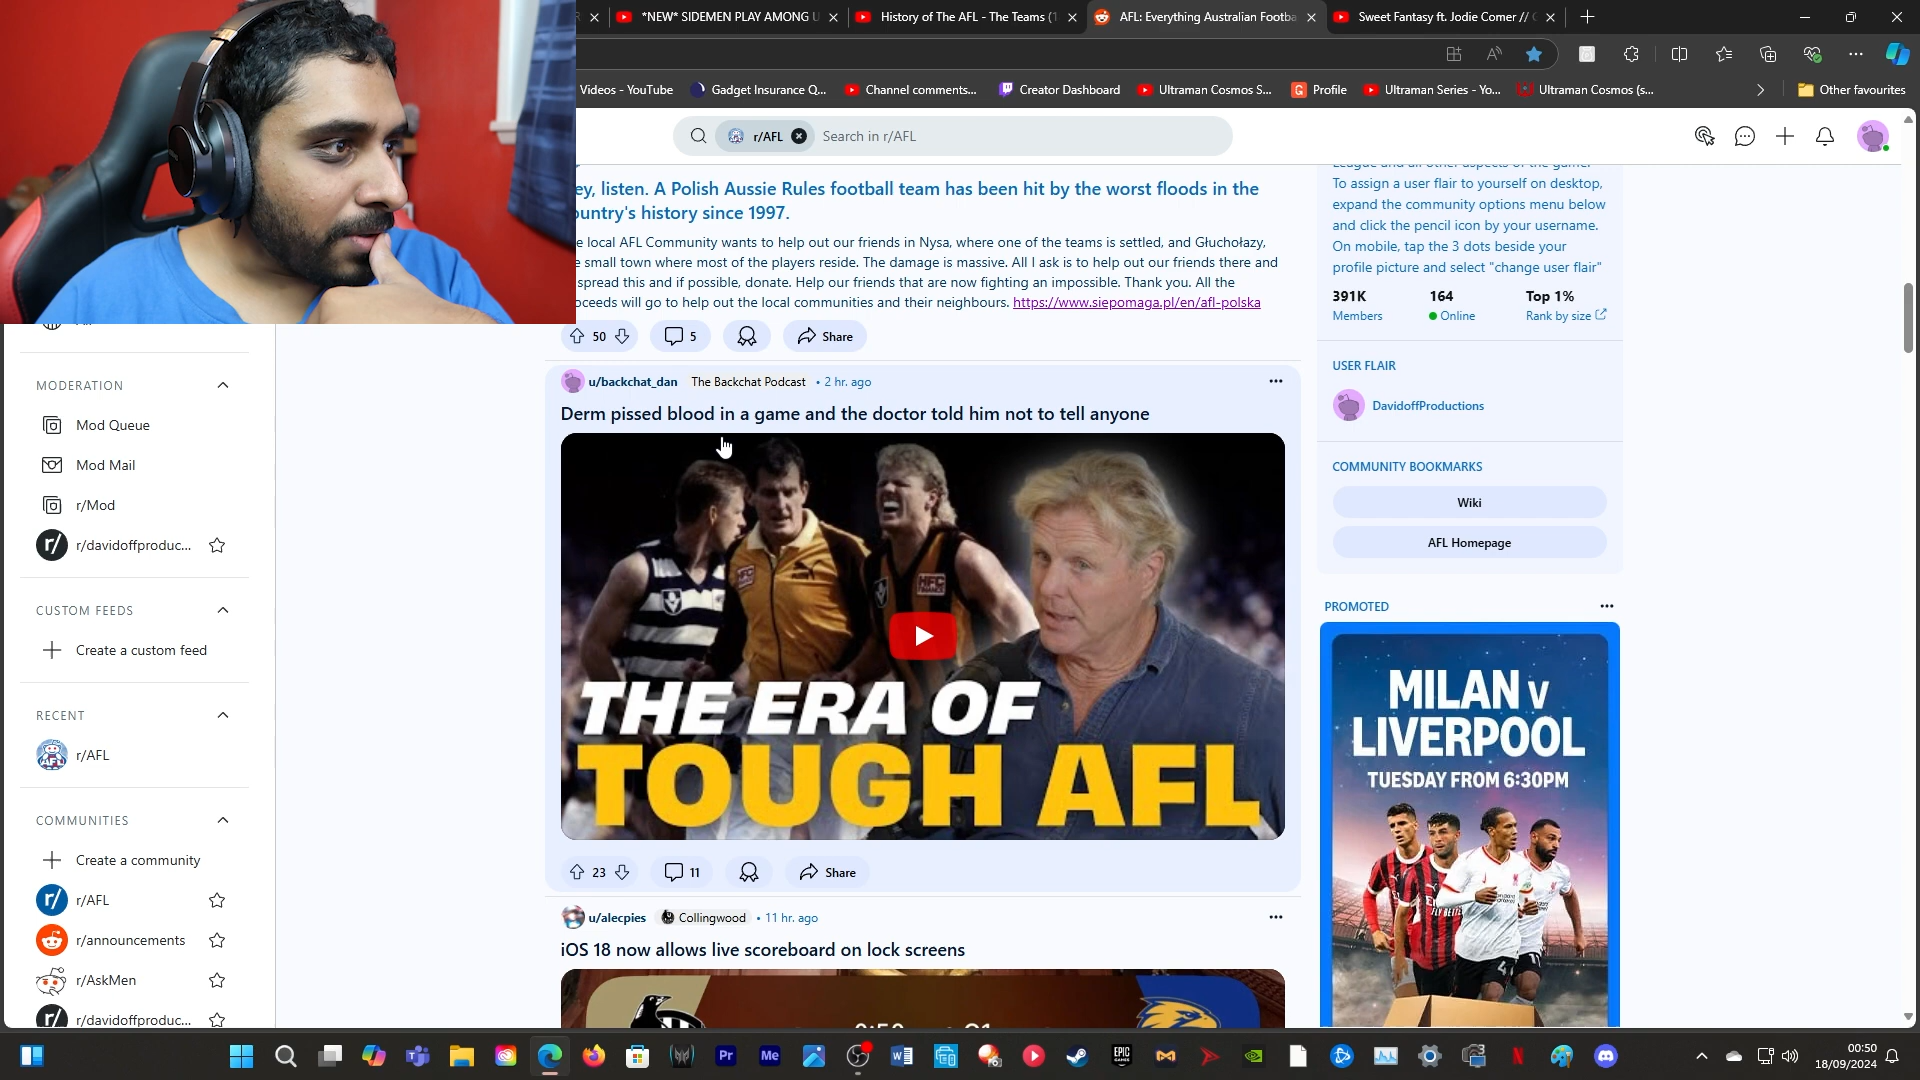 *NEW* SIDEMEN PLAY AMONG U
History of The AFL - The Teams (1
AFL: Everything Australian Footba
Sweet Fantasy ft. Jodie Comer //
Videos - YouTube
Gadget Insurance Q...
Channel comments...
Creator Dashboard
Ultraman Cosmos S...
Profile
Ultraman Series - Yo...
Ultraman Cosmos (s...
Other favourites
r/AFL
Search in r/AFL
ey, listen. A Polish Aussie Rules football team has been hit by the worst floods in the
ountry's history since 1997.
e local AFL Community wants to help out our friends in Nysa, where one of the teams is settled, and Głuchołazy,
e small town where most of the players reside. The damage is massive. All I ask is to help out our friends there and
spread this and if possible, donate. Help our friends that are now fighting an impossible. Thank you. All the
oceeds will go to help out the local communities and their neighbours. https://www.siepomaga.pl/en/afl-polska
50
5
Share
u/backchat_dan The Backchat Podcast • 2 hr. ago
Derm pissed blood in a game and the doctor told him not to tell anyone
HFC
HFC
FINANCE
THE ERA OF
TOUGH AFL
23
11
Share
u/alecpies Collingwood • 11 hr. ago
iOS 18 now allows live scoreboard on lock screens
MODERATION
Mod Queue
Mod Mail
r/Mod
r/davidoffproduc...
CUSTOM FEEDS
Create a custom feed
RECENT
r/AFL
COMMUNITIES
Create a community
r/AFL
r/announcements
r/AskMen
r/davidoffproduc...
League and all other aspects of the game.
To assign a user flair to yourself on desktop,
expand the community options menu below
and click the pencil icon by your username.
On mobile, tap the 3 dots beside your
profile picture and select "change user flair"
391K 164 Top 1%
Members Online Rank by size
USER FLAIR
DavidoffProductions
COMMUNITY BOOKMARKS
Wiki
AFL Homepage
PROMOTED
MILAN v
LIVERPOOL
TUESDAY FROM 6:30PM
00:50
18/09/2024